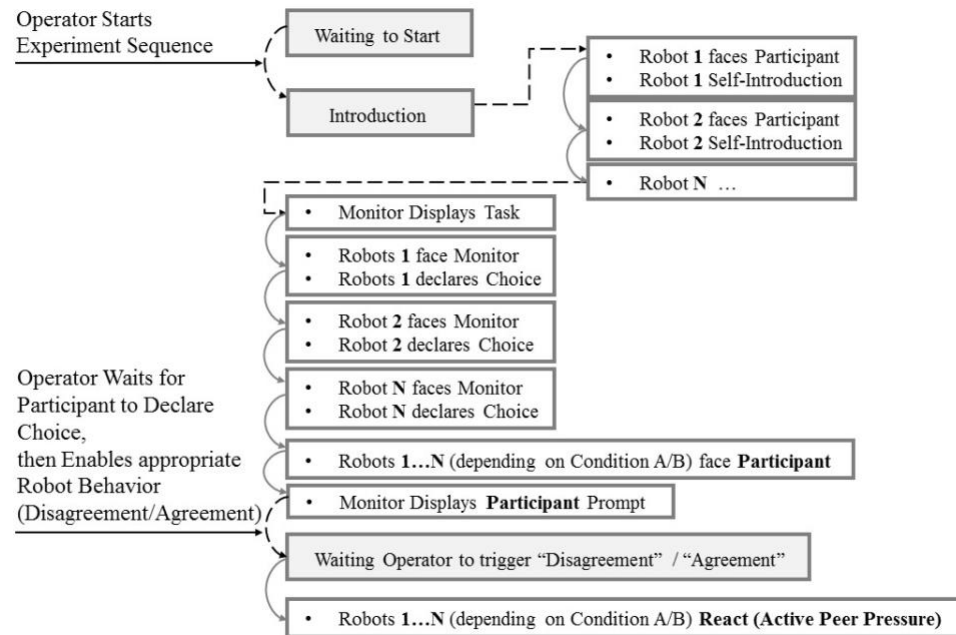 Operator Starts
Experiment Sequence
Waiting to Start
Introduction
• Robot 1 faces Participant
• Robot 1 Self-Introduction
• Robot 2 faces Participant
• Robot 2 Self-Introduction
• Robot N …
• Monitor Displays Task
• Robots 1 face Monitor
• Robots 1 declares Choice
• Robot 2 faces Monitor
• Robot 2 declares Choice
• Robot N faces Monitor
• Robot N declares Choice
Operator Waits for
Participant to Declare
Choice,
then Enables appropriate
Robot Behavior
(Disagreement/Agreement)
• Robots 1…N (depending on Condition A/B) face Participant
• Monitor Displays Participant Prompt
Waiting Operator to trigger “Disagreement” / “Agreement”
• Robots 1…N (depending on Condition A/B) React (Active Peer Pressure)